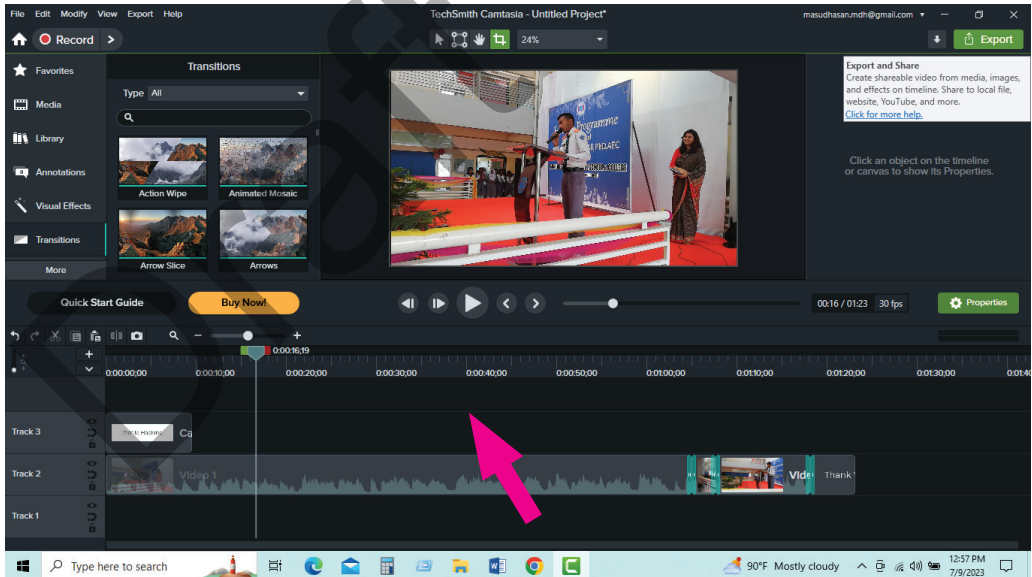 File Edit Modify View Export Help
TechSmith Camtasia - Untitled Project*
masudhasan.mdh@gmail.com
Record
24%
Export
Favorites
Media
Library
Annotations
Visual Effects
Transitions
More
Transitions
Type All
Action Wipe
Animated Mosaic
Arrow Slice
Arrows
Programme
Export and Share
Create shareable video from media, images,
and effects on timeline. Share to local file,
website, YouTube, and more.
Click for more help.
Click an object on the timeline
or canvas to show its Properties.
Quick Start Guide
Buy Now!
00:16 / 01:23 30 fps
Properties
0:00:16;19
0:00:00;00 0:00:10;00 0:00:20;00 0:00:30;00 0:00:40;00 0:00:50;00 0:01:00;00 0:01:10;00 0:01:20;00 0:01:30;00 0:01:40
Track 3
Ca
Track 2
Video 1
Vide
Thank
Track 1
Type here to search
90°F Mostly cloudy
12:57 PM
7/9/2023